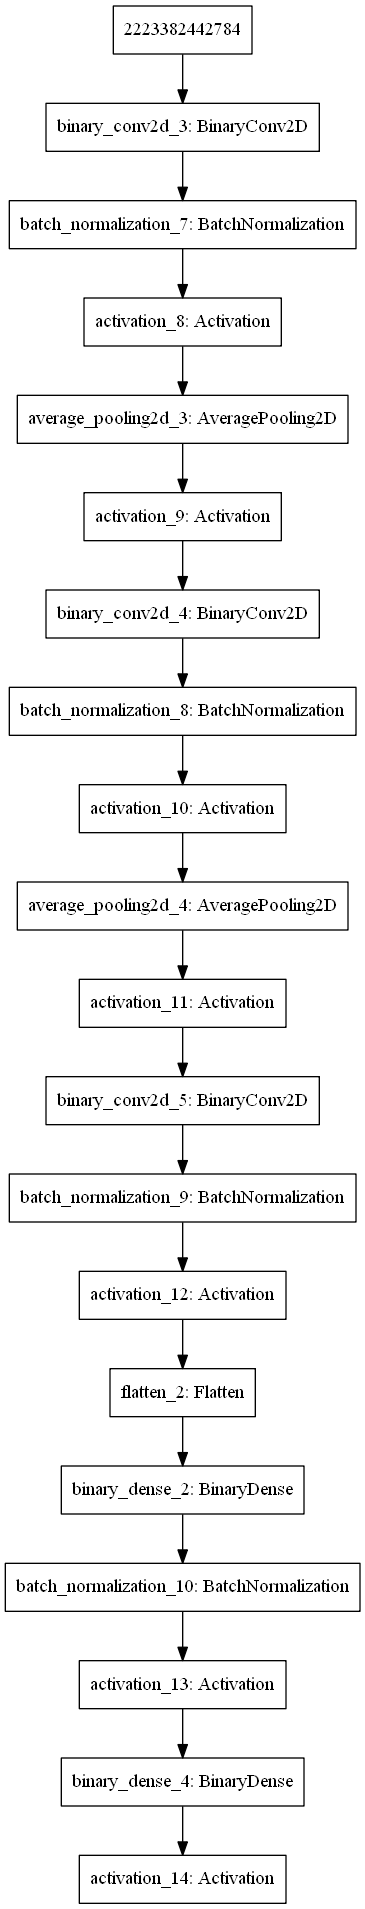 2223382442784
binary_conv2d_3: BinaryConv2D
batch_normalization_7: BatchNormalization
activation_8: Activation
average_pooling2d_3: AveragePooling2D
activation_9: Activation
binary_conv2d_4: BinaryConv2D
batch_normalization_8: BatchNormalization
activation_10: Activation
average_pooling2d_4: AveragePooling2D
activation_11: Activation
binary_conv2d_5: BinaryConv2D
batch_normalization_9: BatchNormalization
activation_12: Activation
flatten_2: Flatten
binary_dense_2: BinaryDense
batch_normalization_10: BatchNormalization
activation_13: Activation
binary_dense_4: BinaryDense
activation_14: Activation